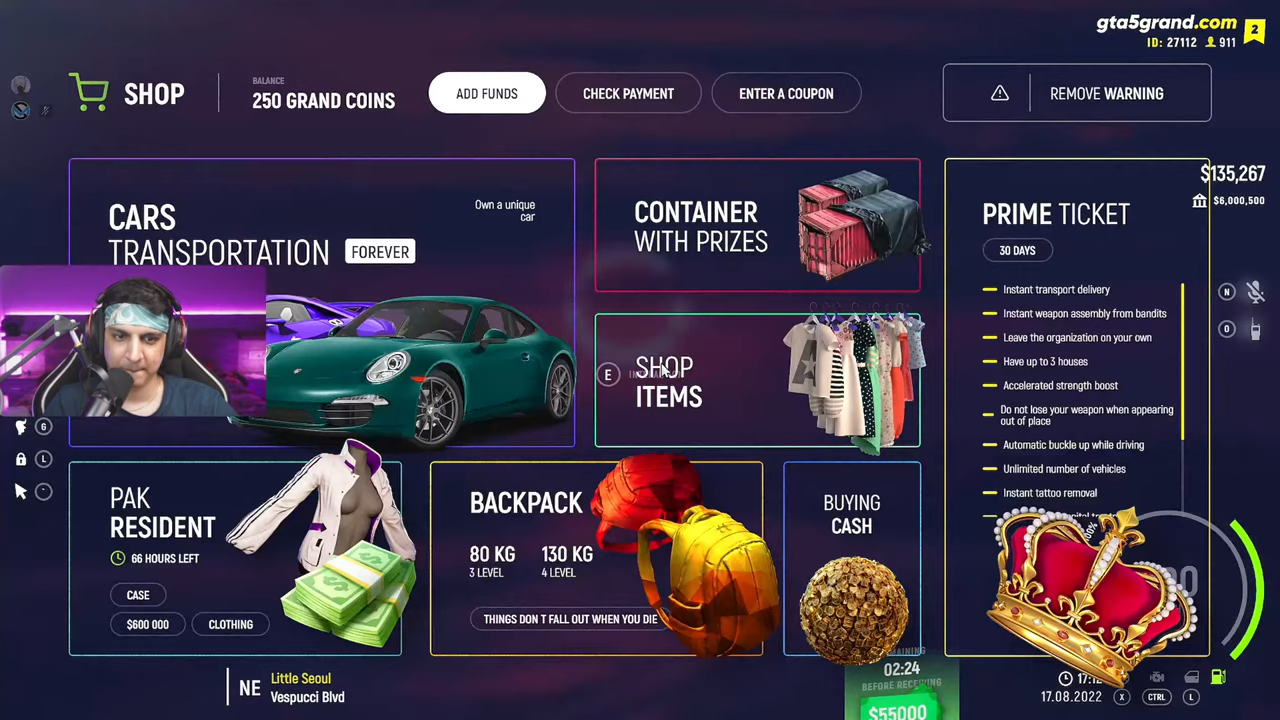 gta5grand.com
2
ID: 27112 911
SHOP
BALANCE
250 GRAND COINS
ADD FUNDS
CHECK PAYMENT
ENTER A COUPON
REMOVE WARNING
$135,267
$6,000,500
CARS
TRANSPORTATION FOREVER
Own a unique
car
CONTAINER
WITH PRIZES
SHOP
ITEMS
E
PRIME TICKET
30 DAYS
Instant transport delivery
Instant weapon assembly from bandits
Leave the organization on your own
Have up to 3 houses
Accelerated strength boost
Do not lose your weapon when appearing
out of place
Automatic buckle up while driving
Unlimited number of vehicles
Instant tattoo removal
N
O
6
L
PAK
RESIDENT
66 HOURS LEFT
CASE
$600 000
CLOTHING
BACKPACK
80 KG
3 LEVEL
130 KG
4 LEVEL
THINGS DON T FALL OUT WHEN YOU DIE
BUYING
CASH
02:24
BEFORE RECEIVING
$55000
NE
Little Seoul
Vespucci Blvd
17.08.2022
X
CTRL
L